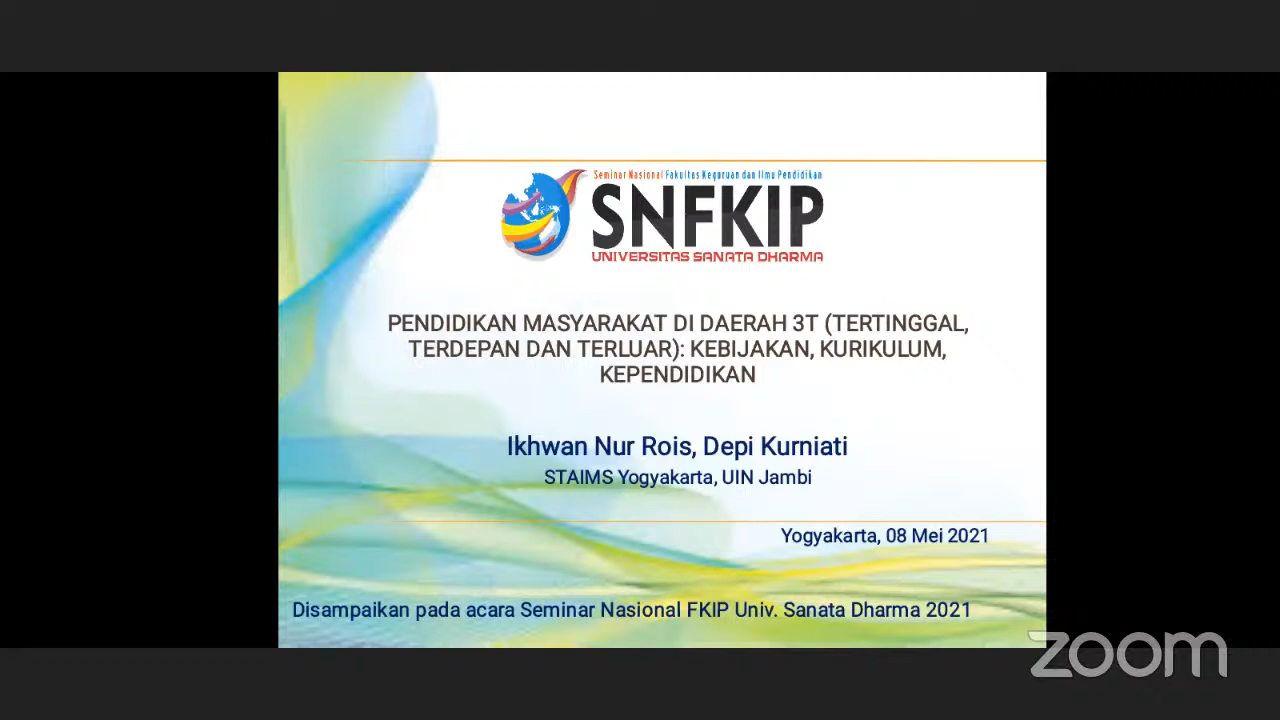 Seminar Nasional Fakultas Keguruan dan Ilmu Pendidikan
SNFKIP
UNIVERSITAS SANATA DHARMA
PENDIDIKAN MASYARAKAT DI DAERAH 3T (TERTINGGAL,
TERDEPAN DAN TERLUAR): KEBIJAKAN, KURIKULUM,
KEPENDIDIKAN
Ikhwan Nur Rois, Depi Kurniati
STAIMS Yogyakarta, UIN Jambi
Yogyakarta, 08 Mei 2021
Disampaikan pada acara Seminar Nasional FKIP Univ. Sanata Dharma 2021
zoom